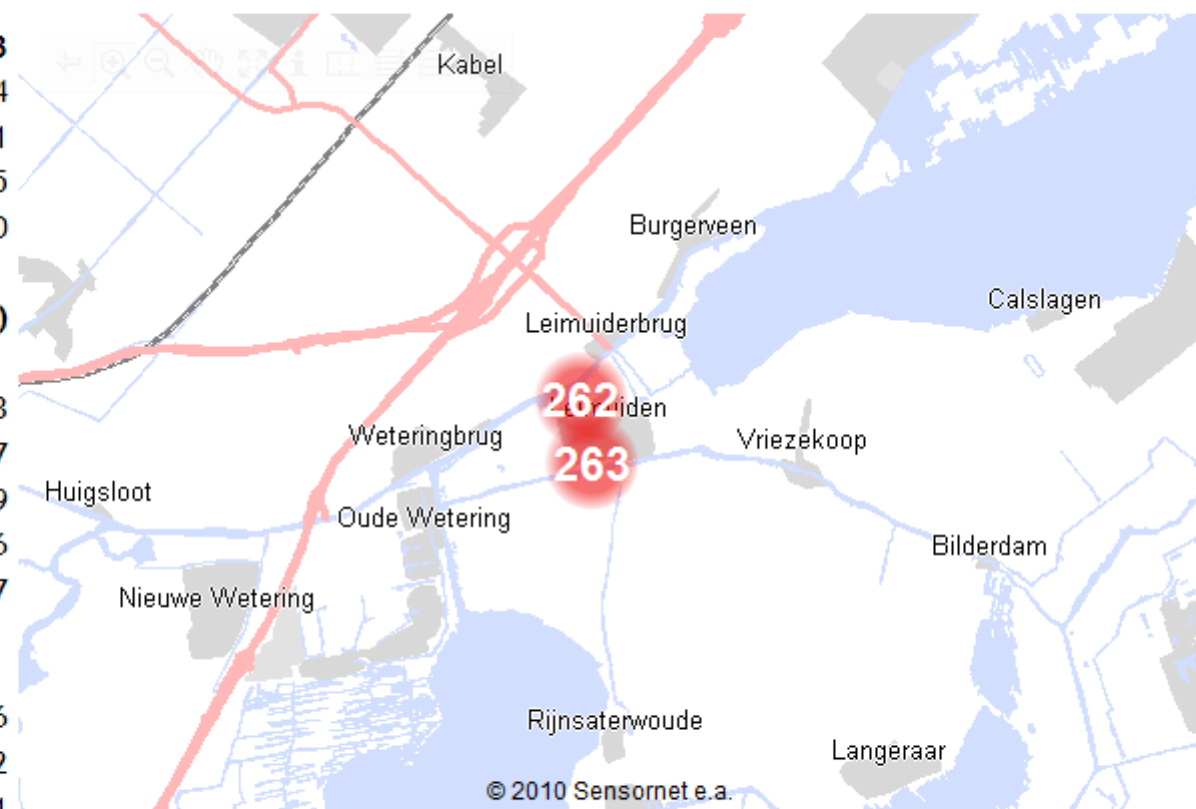 Kabel
Burgerveen
Calslagen
Leimuiderbrug
262
263
Weteringbrug
Vriezekoop
Huigsloot
Oude Wetering
Bilderdam
Nieuwe Wetering
Rijnsaterwoude
Langeraar
© 2010 Sensornet e.a.